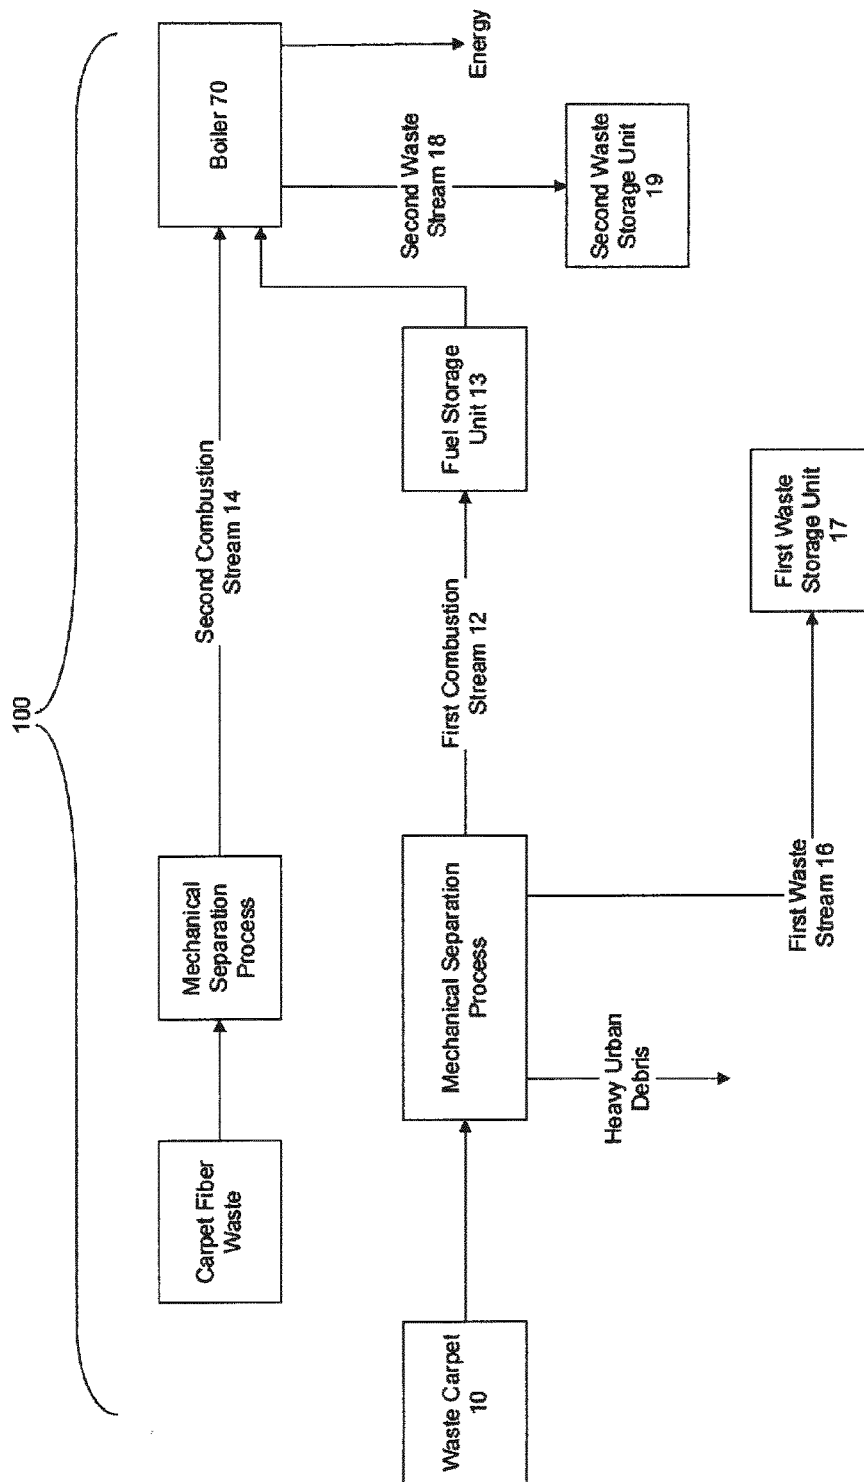 100
Carpet Fiber
Waste
Mechanical
Separation
Process
Second Combustion
Stream 14
Boiler 70
Energy
Second Waste
Stream 18
Second Waste
Storage Unit
19
Waste Carpet
10
Mechanical Separation
Process
Heavy Urban
Debris
First Combustion
Stream 12
Fuel Storage
Unit 13
First Waste
Stream 16
First Waste
Storage Unit
17